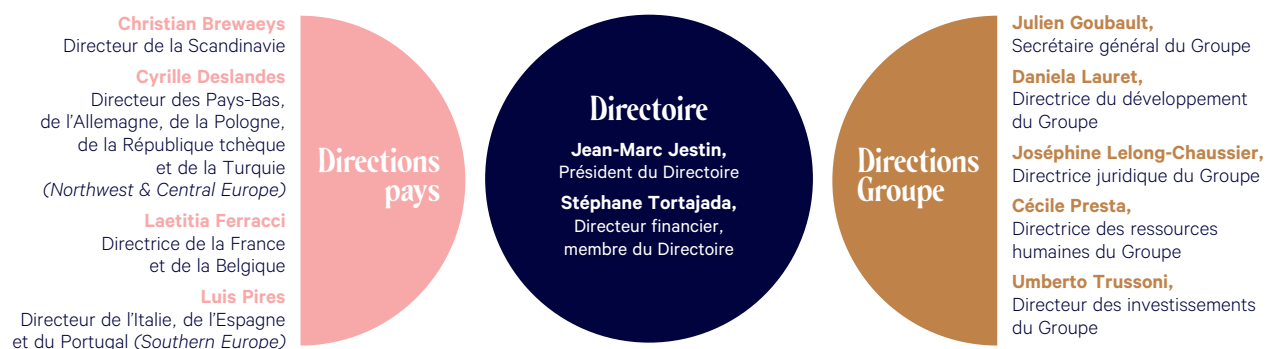 Christian Brewaeys
Directeur de la Scandinavie
Cyrille Deslandes
Directeur des Pays-Bas,
de l'Allemagne, de la Pologne,
de la République tchèque
et de la Turquie
(Northwest & Central Europe)
Laetitia Ferracci
Directrice de la France
et de la Belgique
Luis Pires
Directeur de l'Italie, de l'Espagne
et du Portugal (Southern Europe)
Directions
pays
Directoire
Jean-Marc Jestin,
Président du Directoire
Stéphane Tortajada,
Directeur financier,
membre du Directoire
Directions
Groupe
Julien Goubault,
Secrétaire général du Groupe
Daniela Lauret,
Directrice du développement
du Groupe
Joséphine Lelong-Chaussier,
Directrice juridique du Groupe
Cécile Presta,
Directrice des ressources
humaines du Groupe
Umberto Trussoni,
Directeur des investissements
du Groupe